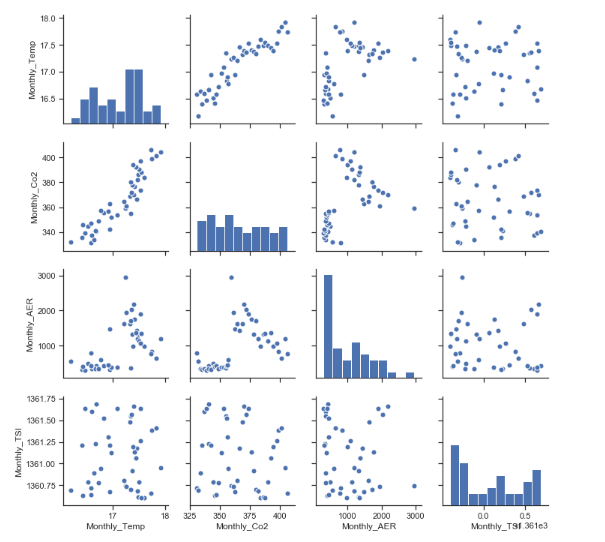 18.0
17.5
17.0
16.5
Monthly_Temp
400
380
360
340
Monthly_Co2
3000
2000
1000
Monthly_AER
1361.75
1361.50
1361.25
1361.00
1360.75
Monthly_TSI
17 18
Monthly_Temp
325 350 375 400
Monthly_Co2
1000 2000 3000
Monthly_AER
0.0 0.5
Monthly_TSI
+1.361e3